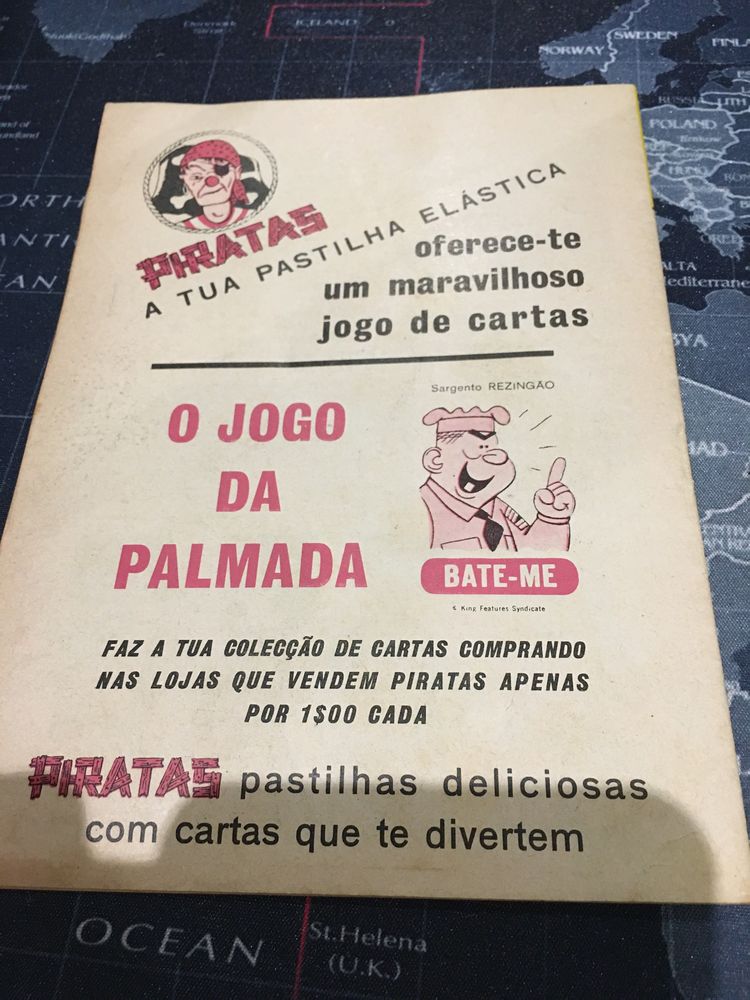 PIRATAS
A TUA PASTILHA ELÁSTICA
oferece-te
um maravilhoso
jogo de cartas
O JOGO
DA
PALMADA
Sargento REZINGÃO
BATE-ME
© King Features Syndicate
FAZ A TUA COLECÇÃO DE CARTAS COMPRANDO
NAS LOJAS QUE VENDEM PIRATAS APENAS
POR 1$00 CADA
PIRATAS pastilhas deliciosas
com cartas que te divertem
ICELAND
NORWAY
SWEDEN
POLAND
OCEAN
St.Helena
(U.K.)